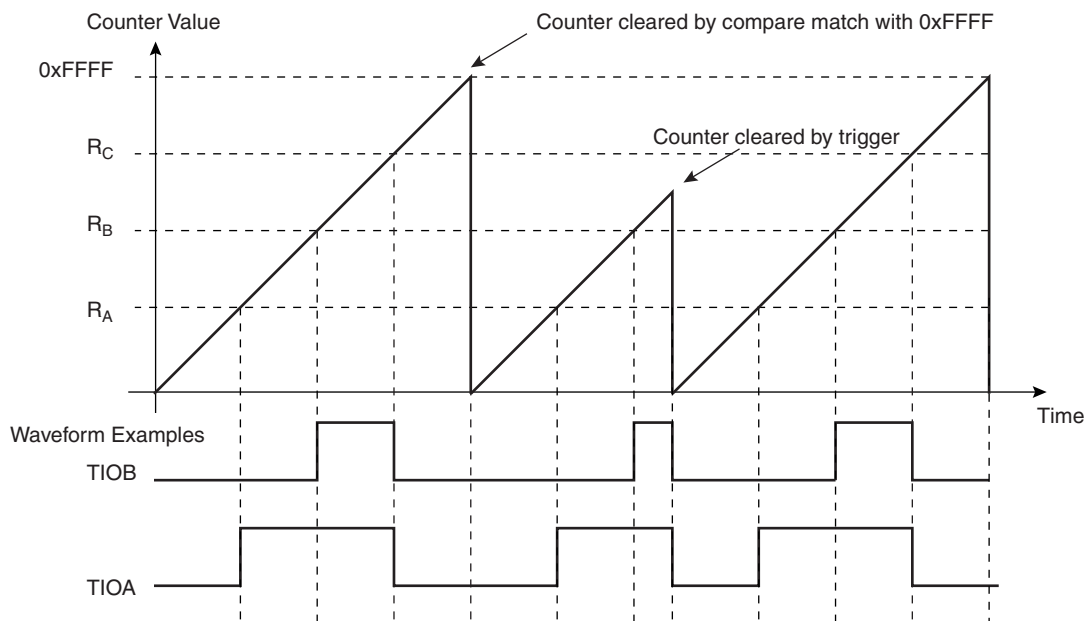 Counter Value
Counter cleared by compare match with 0xFFFF
0xFFFF
Counter cleared by trigger
RC
RB
RA
Time
Waveform Examples
TIOB
TIOA